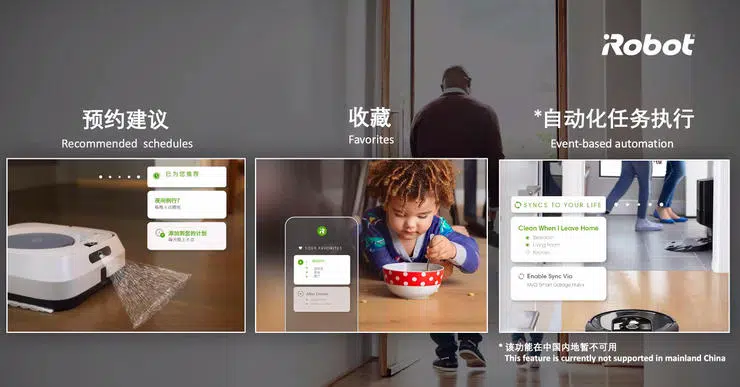 iRobot
预约建议
Recommended schedules
收藏
Favorites
*自动化任务执行
Event-based automation
已为您推荐
夜间例行?
添加到您的计划
YOUR FAVORITES
After Dinner
SYNCS TO YOUR LIFE
Clean When I Leave Home
Bedroom
Living Room
Kitchen
Enable Sync Via
MyQ Smart Garage Hub
* 该功能在中国内地暂不可用
This feature is currently not supported in mainland China